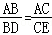 AB/BD = AC/CE